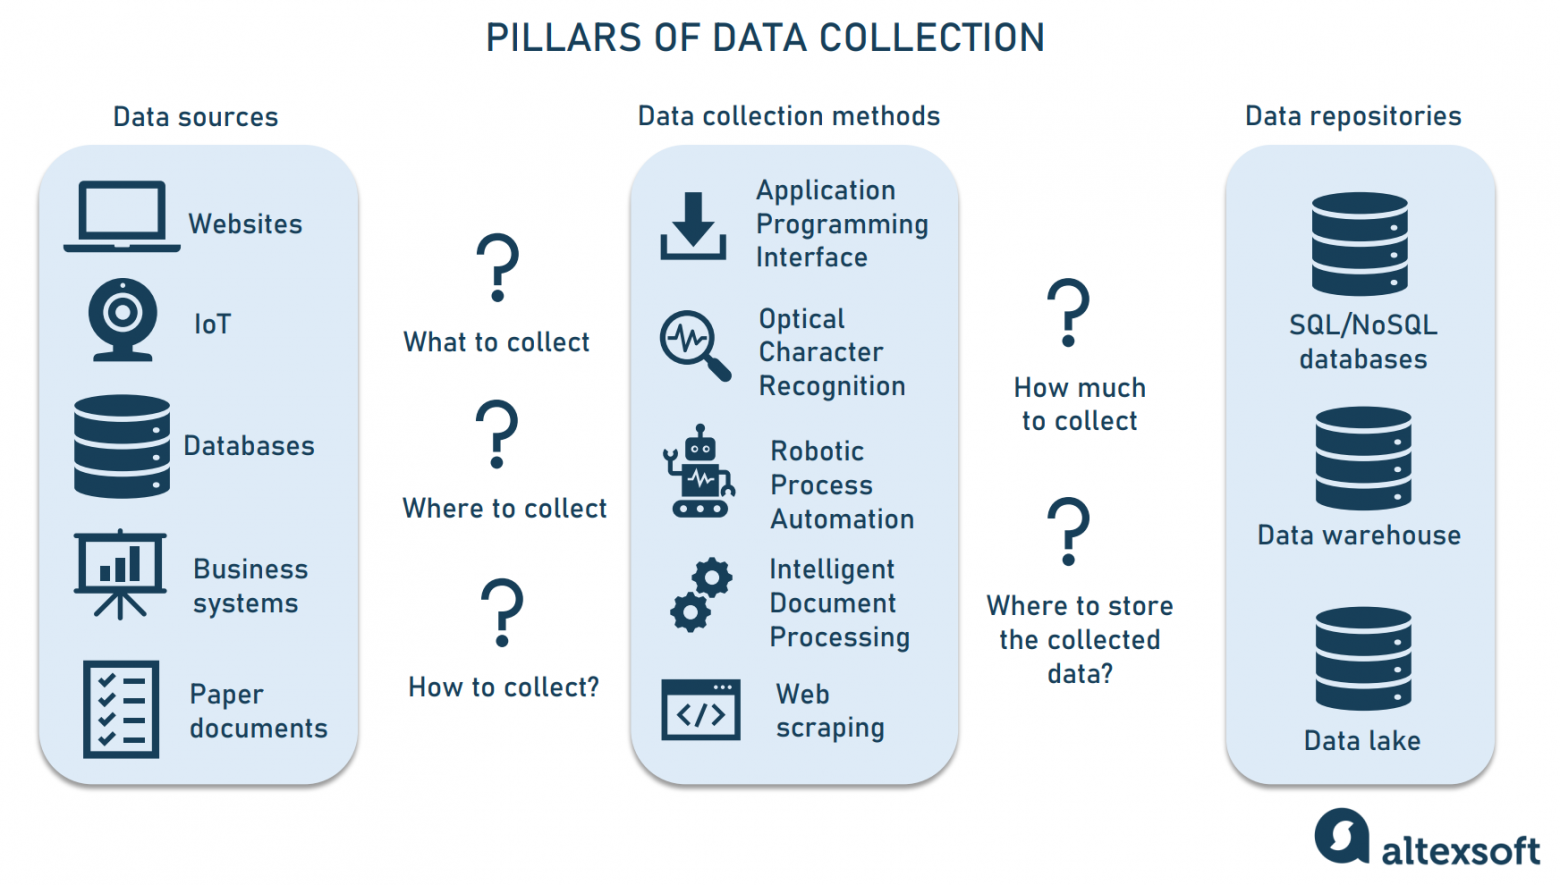 PILLARS OF DATA COLLECTION
Data sources
Websites
IoT
Databases
Business
systems
Paper
documents
What to collect
Where to collect
How to collect?
Data collection methods
Application
Programming
Interface
Optical
Character
Recognition
Robotic
Process
Automation
Intelligent
Document
Processing
Web
scraping
How much
to collect
Where to store
the collected
data?
Data repositories
SQL/NoSQL
databases
Data warehouse
Data lake
altexsoft